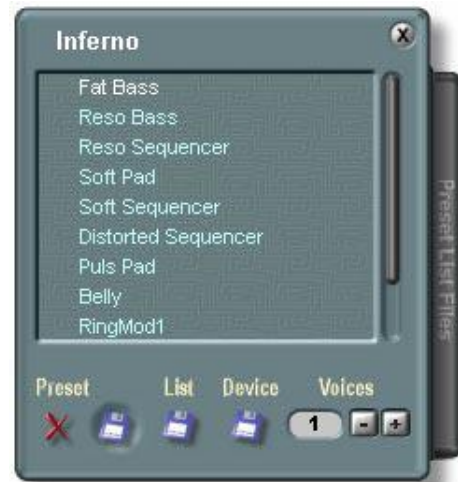 Inferno
X
Fat Bass
Reso Bass
Reso Sequencer
Soft Pad
Soft Sequencer
Distorted Sequencer
Puls Pad
Belly
RingMod1
Preset List Files
Preset List Device Voices
1 - +